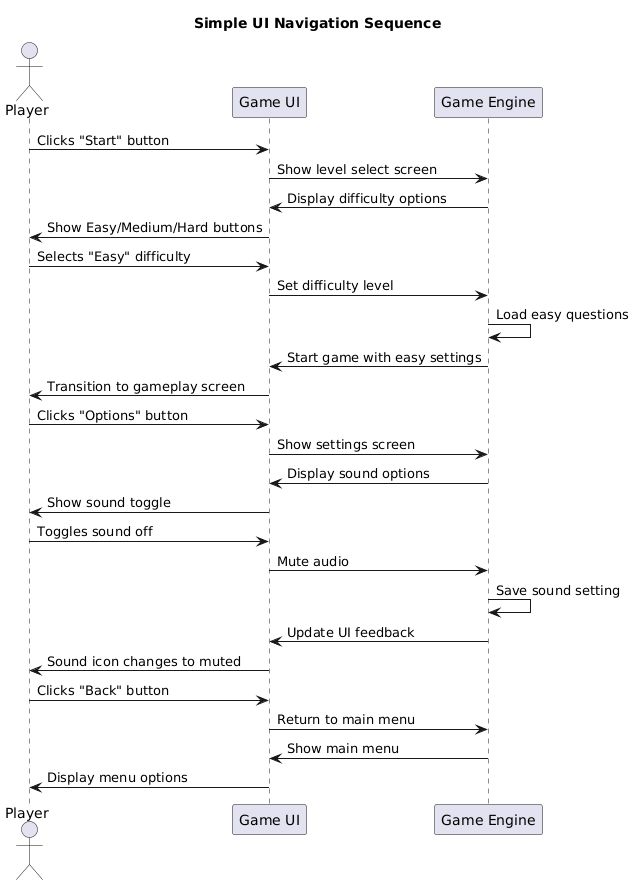 Simple UI Navigation Sequence
Player
Game UI
Game Engine
Clicks "Start" button
Show level select screen
Display difficulty options
Show Easy/Medium/Hard buttons
Selects "Easy" difficulty
Set difficulty level
Load easy questions
Start game with easy settings
Transition to gameplay screen
Clicks "Options" button
Show settings screen
Display sound options
Show sound toggle
Toggles sound off
Mute audio
Save sound setting
Update UI feedback
Sound icon changes to muted
Clicks "Back" button
Return to main menu
Show main menu
Display menu options
Player
Game UI
Game Engine